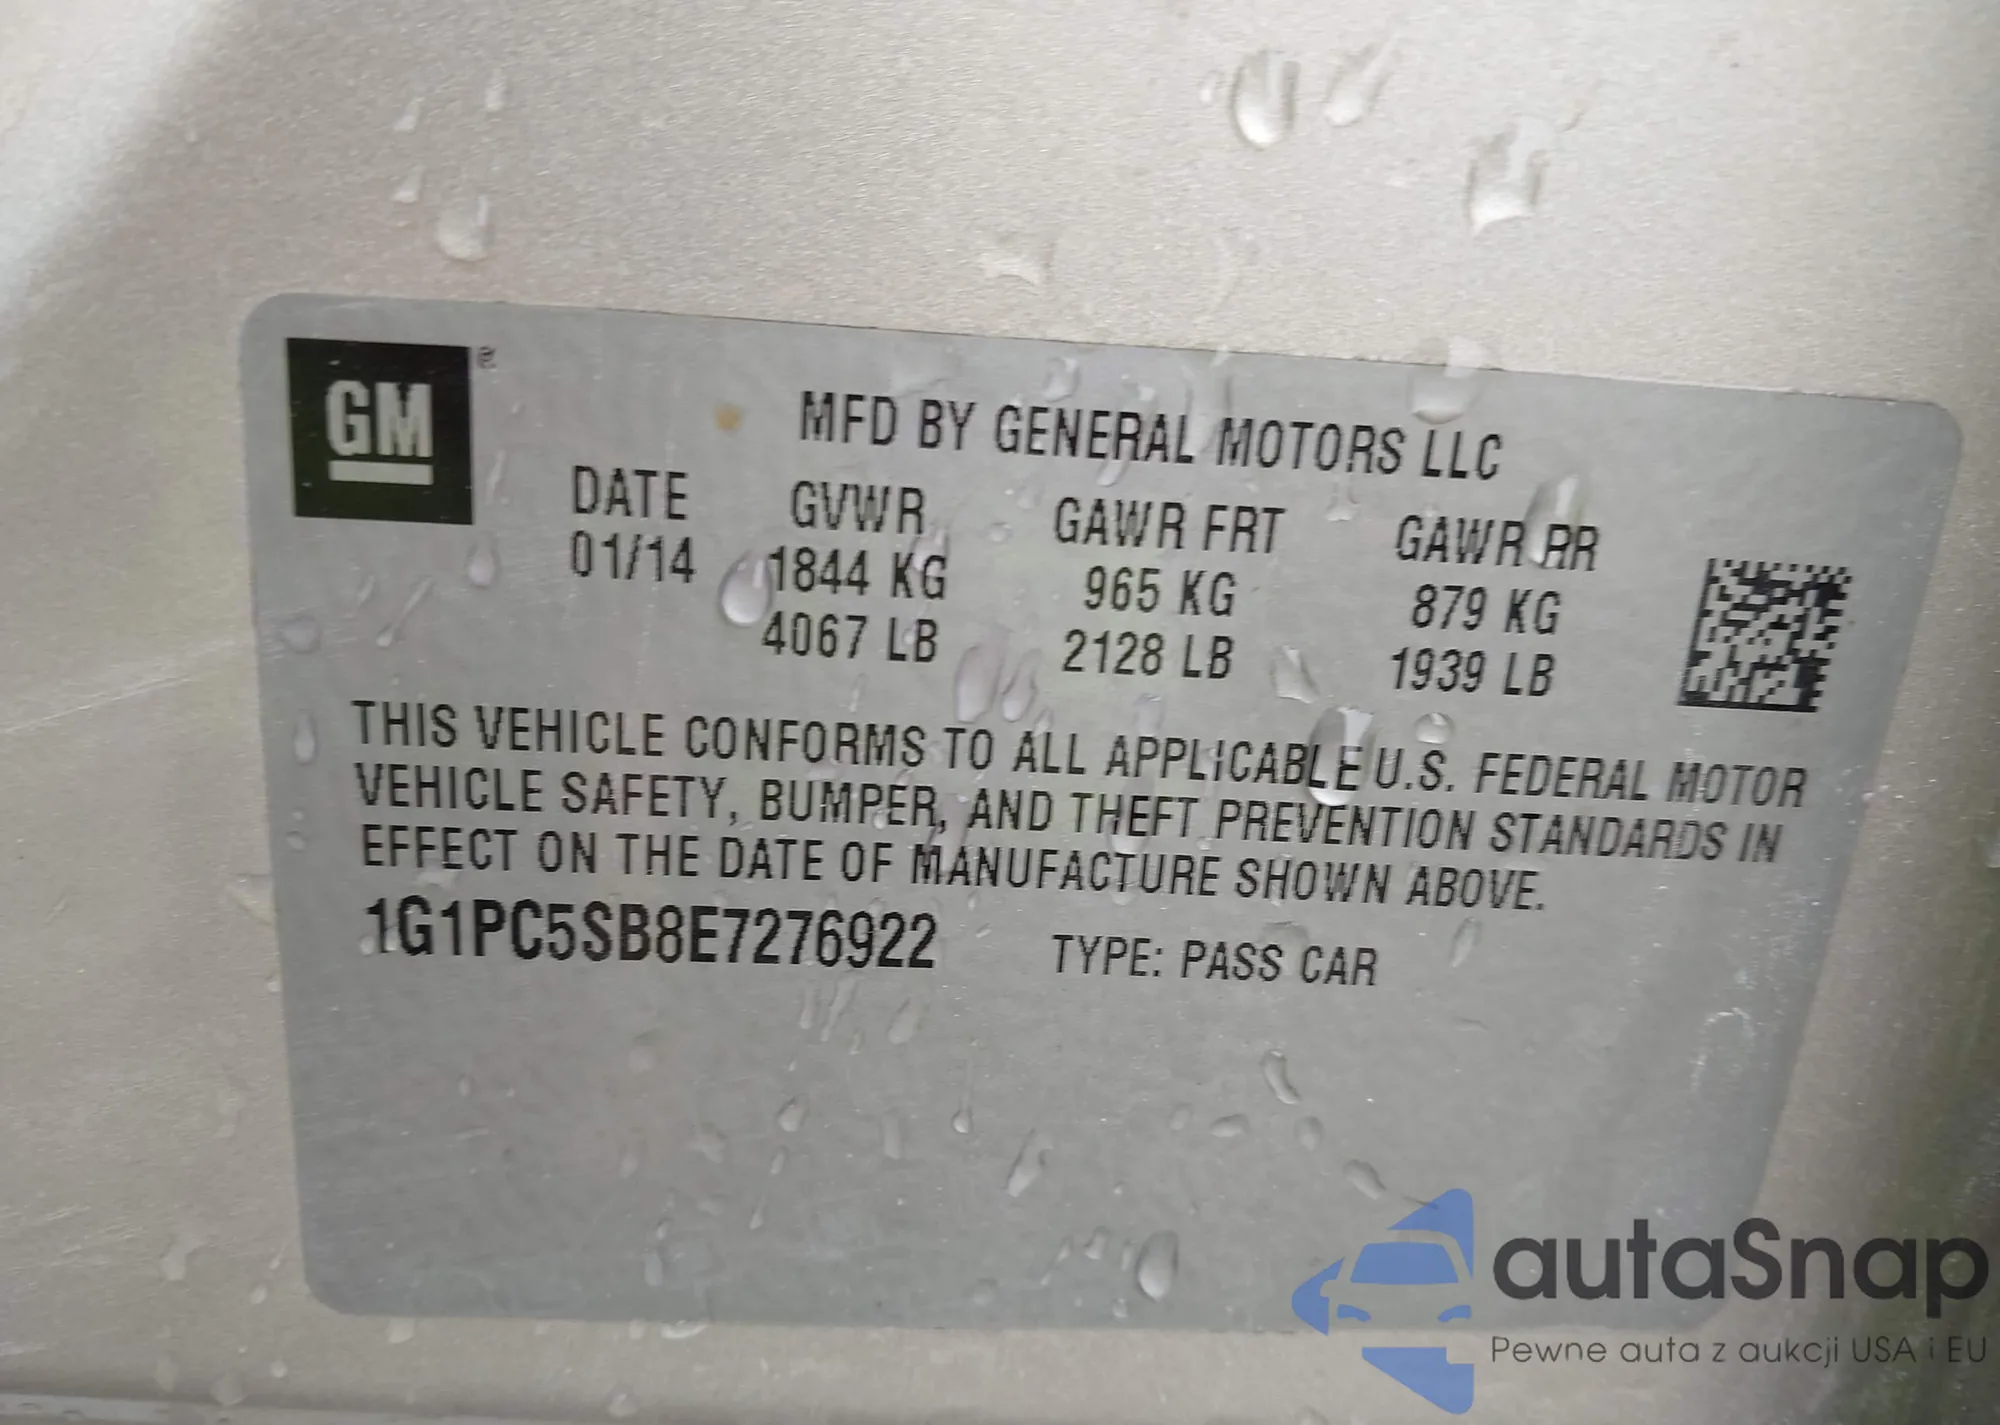 GM ®
MFD BY GENERAL MOTORS LLC
DATE GVWR GAWR FRT GAWR RR
01/14 1844 KG 965 KG 879 KG
4067 LB 2128 LB 1939 LB
THIS VEHICLE CONFORMS TO ALL APPLICABLE U.S. FEDERAL MOTOR
VEHICLE SAFETY, BUMPER, AND THEFT PREVENTION STANDARDS IN
EFFECT ON THE DATE OF MANUFACTURE SHOWN ABOVE.
1G1PC5SB8E7276922 TYPE: PASS CAR
autaSnap
Pewne auta z aukcji USA i EU